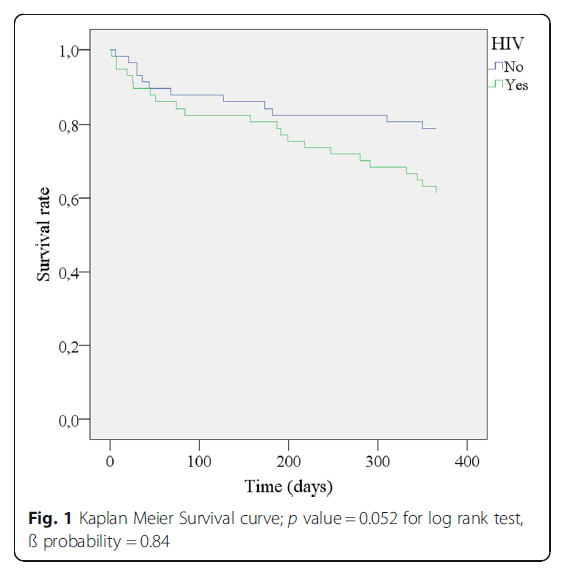 HIV
No
Yes
1,0
0,8
0,6
0,4
0,2
0,0
Survival rate
0 100 200 300 400
Time (days)
Fig. 1 Kaplan Meier Survival curve; p value = 0.052 for log rank test,
ß probability = 0.84